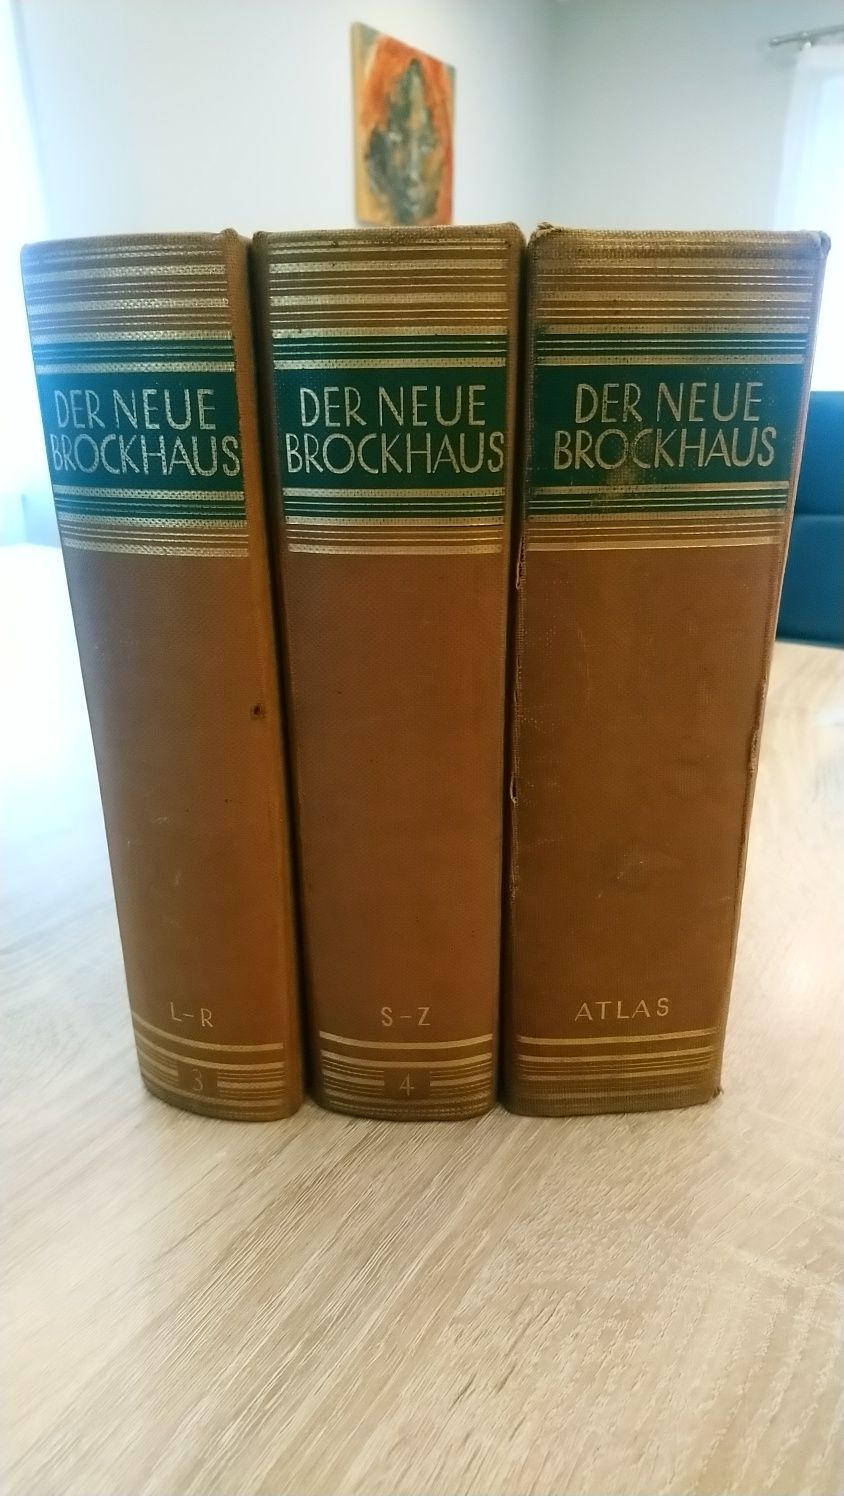 DER NEUE
BROCKHAUS
L-R
3
DER NEUE
BROCKHAUS
S-Z
4
DER NEUE
BROCKHAUS
ATLAS